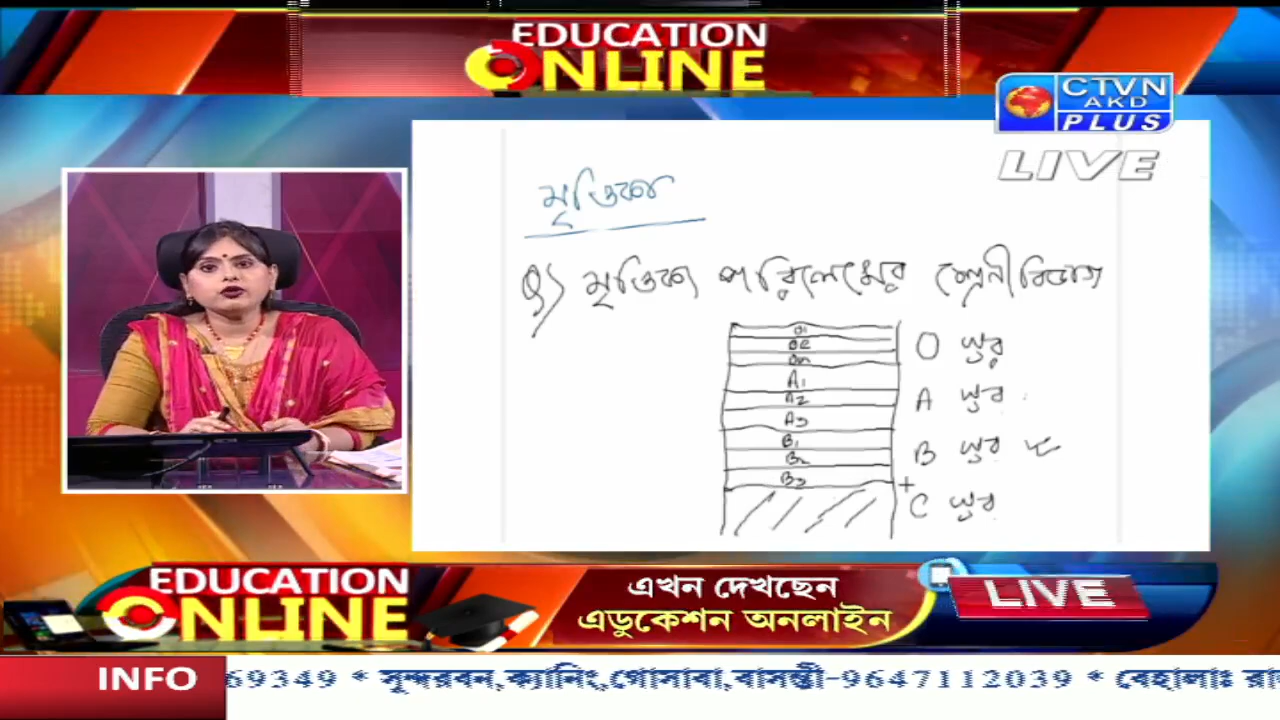 EDUCATION
ONLINE
CTVN
AKD
PLUS
LIVE
মৃত্তিকা
Q) মৃত্তিকা পরিলেখের শ্রেণীবিভাগ
O1
O2
On
A1
A2
A3
B1
B2
B3
O স্তর
A স্তর
B স্তর
+
C স্তর
EDUCATION
ONLINE
এখন দেখছেন
এডুকেশন অনলাইন
LIVE
INFO
69349 * সুন্দরবন,ক্যানিং,গোসাবা,বাসন্তী-9647112039 * বেহালাঃ